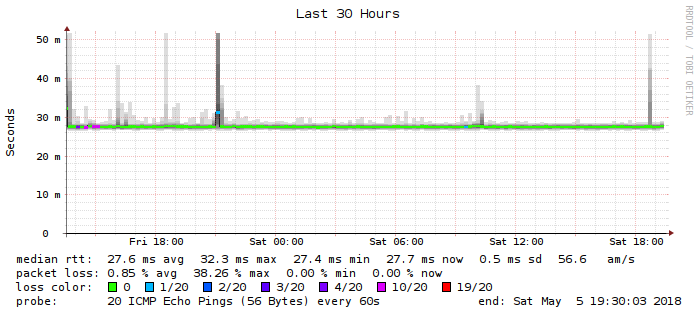 Last 30 Hours
RRDTOOL / TOBI OETIKER
Seconds
50 m
40 m
30 m
20 m
10 m
0
Fri 18:00 Sat 00:00 Sat 06:00 Sat 12:00 Sat 18:00
median rtt: 27.6 ms avg 32.3 ms max 27.4 ms min 27.7 ms now 0.5 ms sd 56.6 am/s
packet loss: 0.85 % avg 38.26 % max 0.00 % min 0.00 % now
loss color: 0 1/20 2/20 3/20 4/20 10/20 19/20
probe: 20 ICMP Echo Pings (56 Bytes) every 60s end: Sat May 5 19:30:03 2018